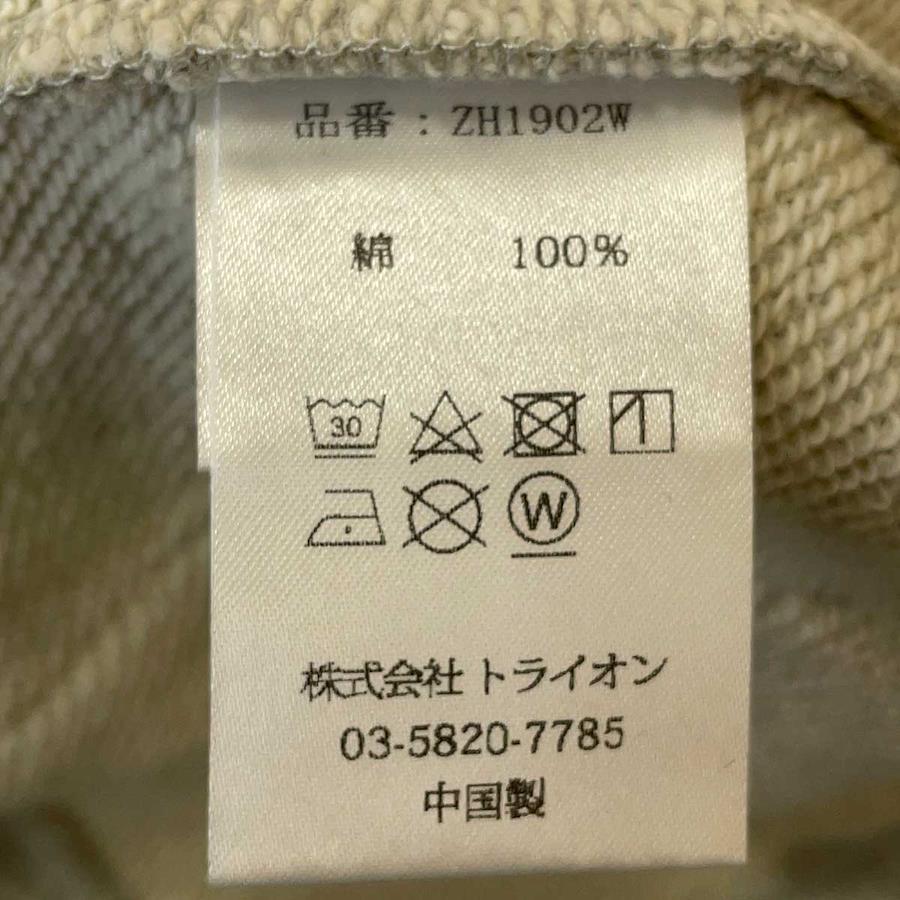 品番：ZH1902W
綿 100%
30
W
株式会社トライオン
03-5820-7785
中国製